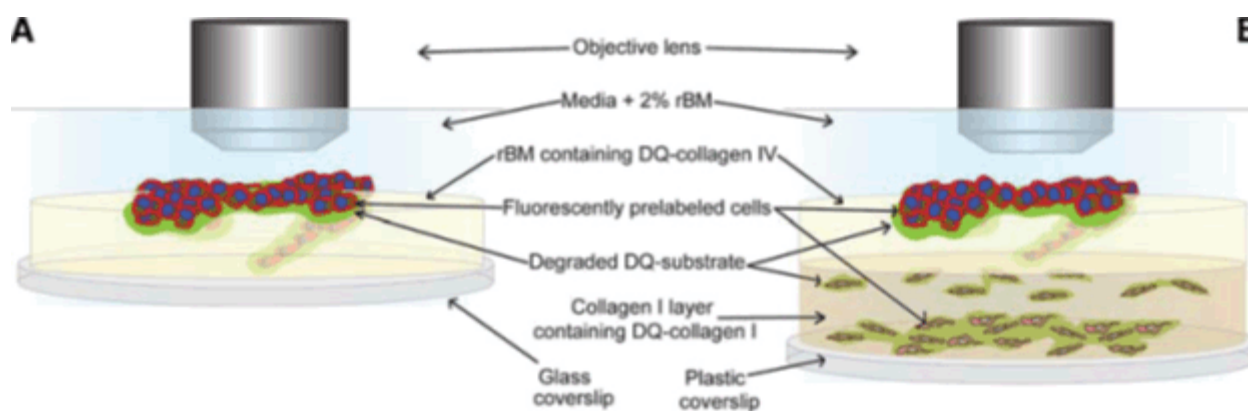 A
B
Objective lens
Media + 2% rBM
rBM containing DQ-collagen IV
Fluorescently prelabeled cells
Degraded DQ-substrate
Collagen I layer
containing DQ-collagen I
Glass
coverslip
Plastic
coverslip